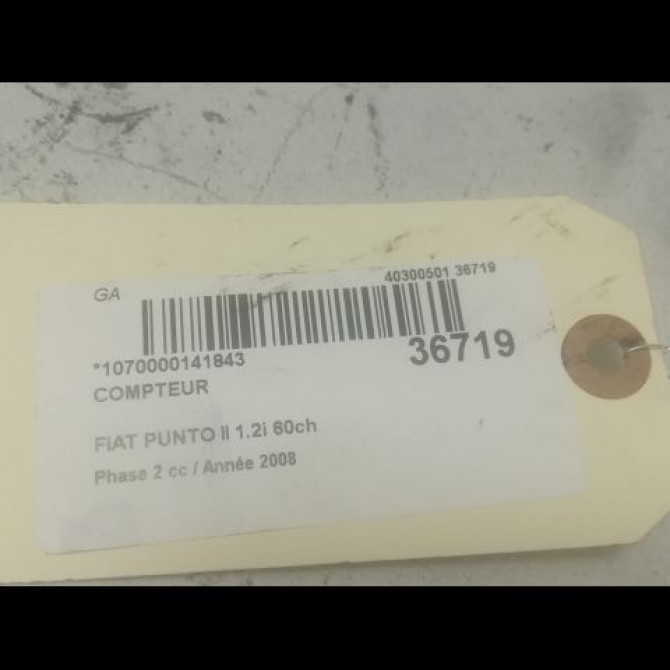 GA
40300501 36719
*1070000141843
36719
COMPTEUR
FIAT PUNTO II 1.2i 60ch
Phase 2 cc / Année 2008